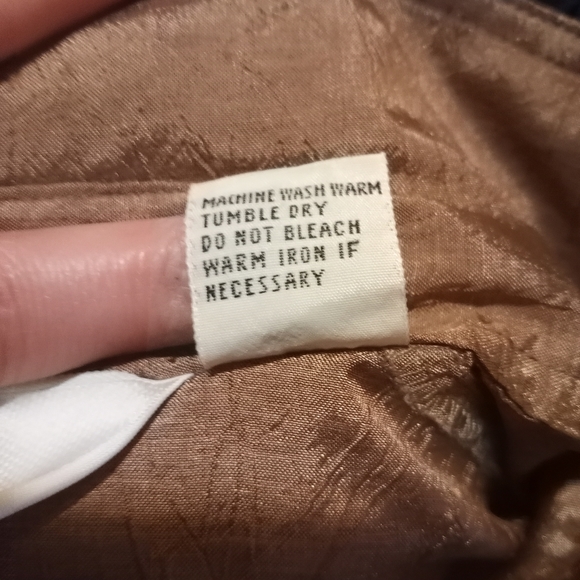 MACHINE WASH WARM
TUMBLE DRY
DO NOT BLEACH
WARM IRON IF
NECESSARY